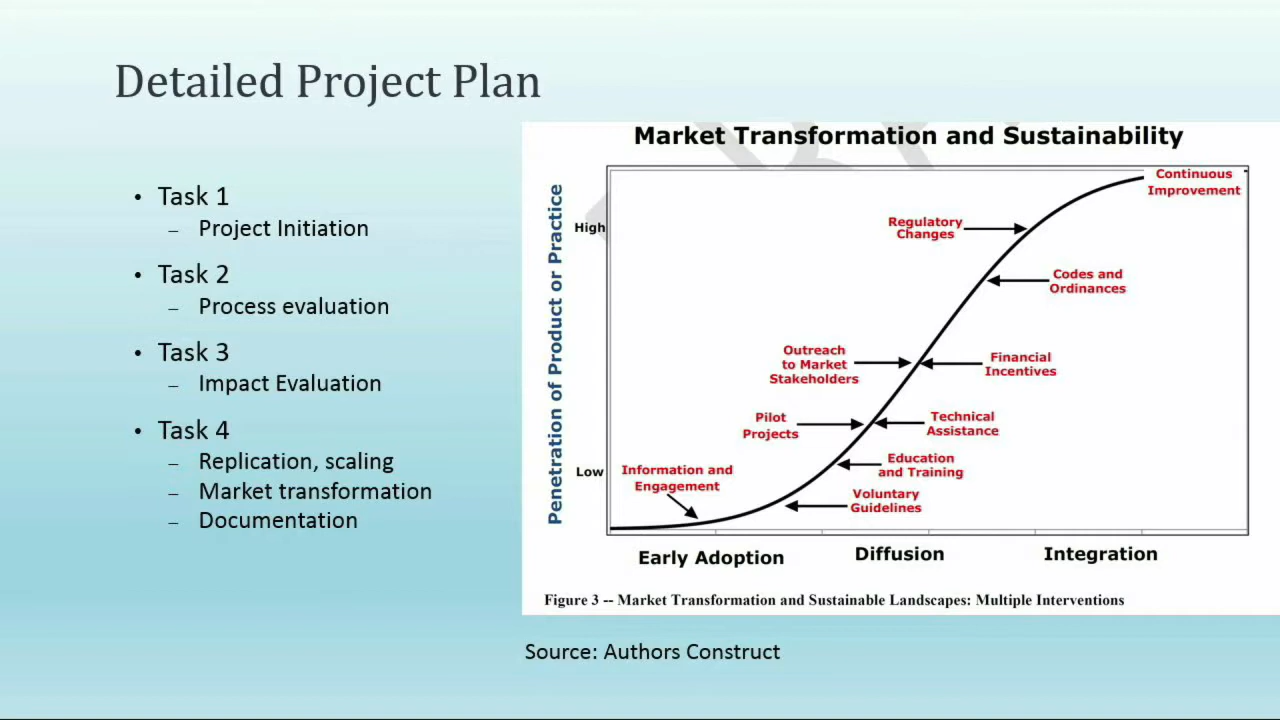 Detailed Project Plan
• Task 1
– Project Initiation
• Task 2
– Process evaluation
• Task 3
– Impact Evaluation
• Task 4
– Replication, scaling
– Market transformation
– Documentation
Market Transformation and Sustainability
Penetration of Product or Practice
High
Low
Continuous
Improvement
Regulatory
Changes
Codes and
Ordinances
Outreach
to Market
Stakeholders
Financial
Incentives
Pilot
Projects
Technical
Assistance
Education
and Training
Information and
Engagement
Voluntary
Guidelines
Early Adoption
Diffusion
Integration
Figure 3 -- Market Transformation and Sustainable Landscapes: Multiple Interventions
Source: Authors Construct